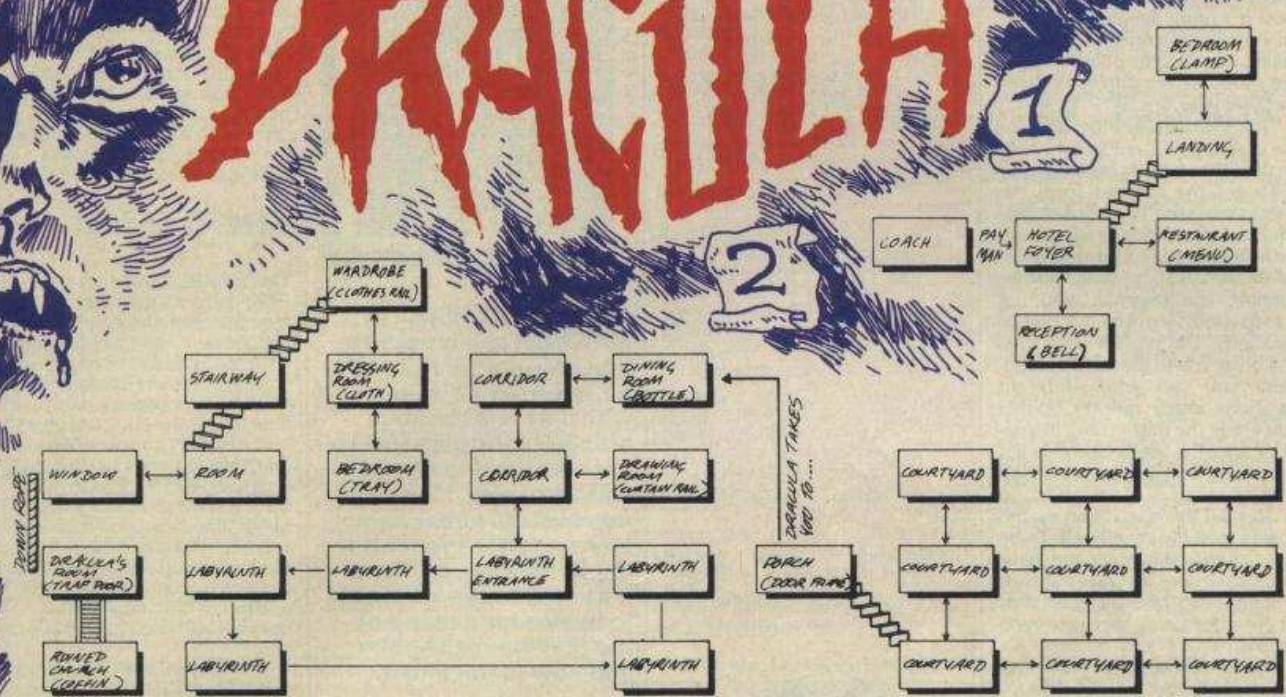 DRACULA
1
BEDROOM
(LAMP)
LANDING
COACH
PAY
MAN
HOTEL
FOYER
RESTAURANT
(MENU)
RECEPTION
(BELL)
2
WARDROBE
(CLOTHES RAIL)
STAIRWAY
DRESSING
ROOM
(CLOTH)
CORRIDOR
DINING
ROOM
(BOTTLE)
DRACULA TAKES
YOU TO.....
WINDOW
ROOM
BEDROOM
(TRAY)
CORRIDOR
DRAWING
ROOM
(CURTAIN RAIL)
COURTYARD
COURTYARD
COURTYARD
DOWN ROPE
DRACULA'S
ROOM
(TRAP DOOR)
LABYRINTH
LABYRINTH
LABYRINTH
ENTRANCE
LABYRINTH
PORCH
(DOOR FRAME)
COURTYARD
COURTYARD
COURTYARD
RUINED
CHURCH
(COFFIN)
LABYRINTH
LABYRINTH
COURTYARD
COURTYARD
COURTYARD